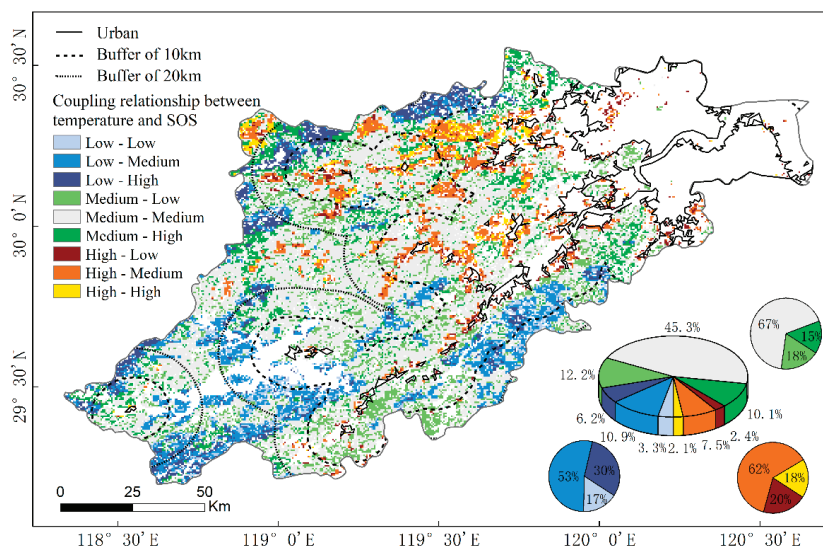 Urban
Buffer of 10km
Buffer of 20km
Coupling relationship between
temperature and SOS
Low - Low
Low - Medium
Low - High
Medium - Low
Medium - Medium
Medium - High
High - Low
High - Medium
High - High
30° 30′N
30° 0′N
29° 30′N
45.3%
12.2%
6.2%
10.9%
3.3%
2.1%
7.5%
2.4%
10.1%
67%
15%
18%
53%
30%
17%
62%
18%
20%
0 25 50
Km
118°30′E 119°0′E 119°30′E 120°0′E 120°30′E